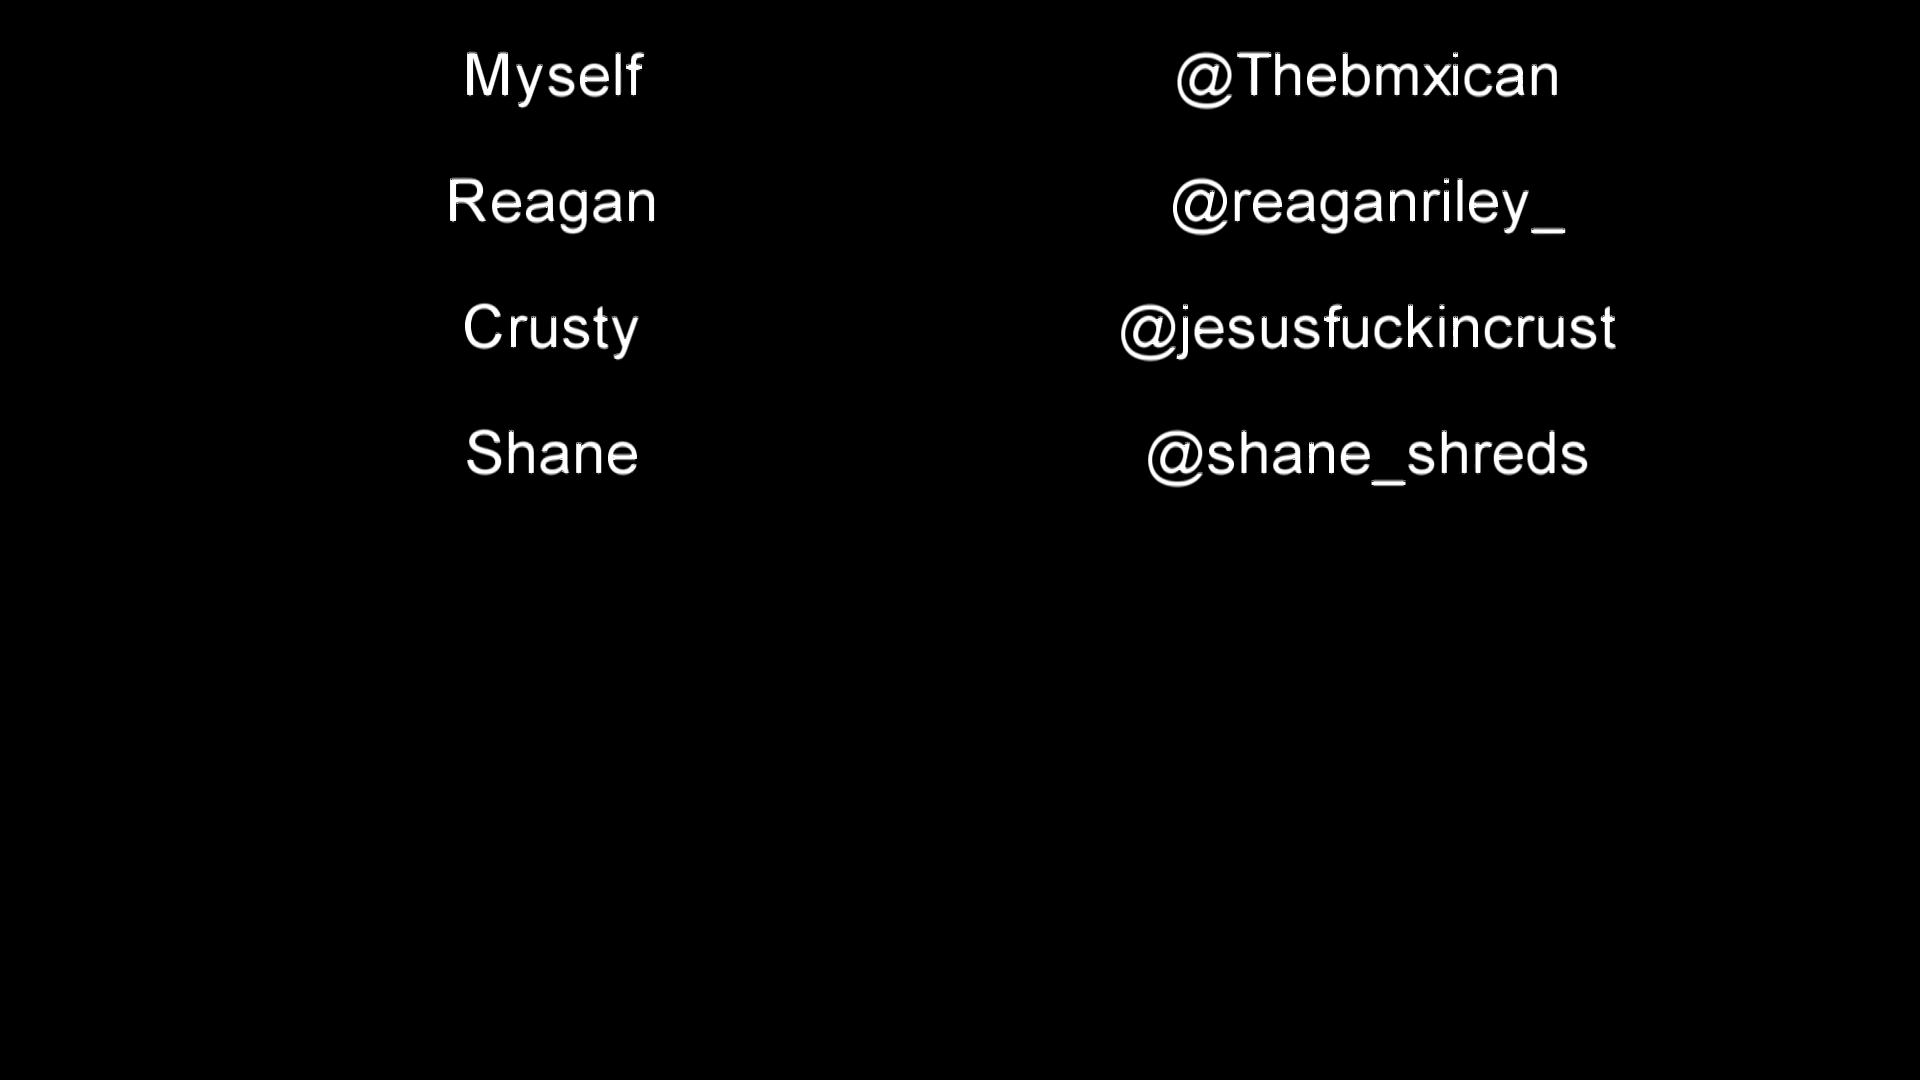 Myself @Thebmxican
Reagan @reaganriley_
Crusty @jesusfuckincrust
Shane @shane_shreds